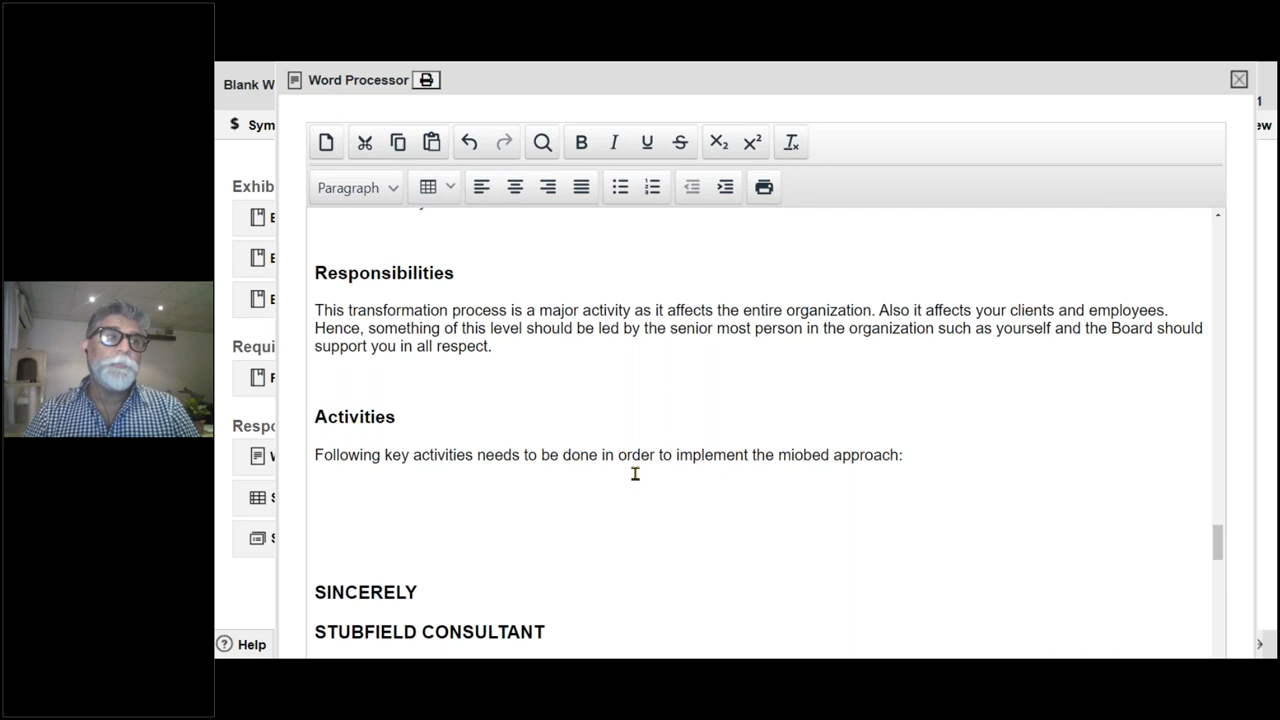 Blank W
Word Processor
$ Sym
ew
Paragraph
Exhib
Responsibilities
This transformation process is a major activity as it affects the entire organization. Also it affects your clients and employees.
Hence, something of this level should be led by the senior most person in the organization such as yourself and the Board should
support you in all respect.
Requi
Activities
Respo
Following key activities needs to be done in order to implement the miobed approach:
SINCERELY
STUBFIELD CONSULTANT
Help